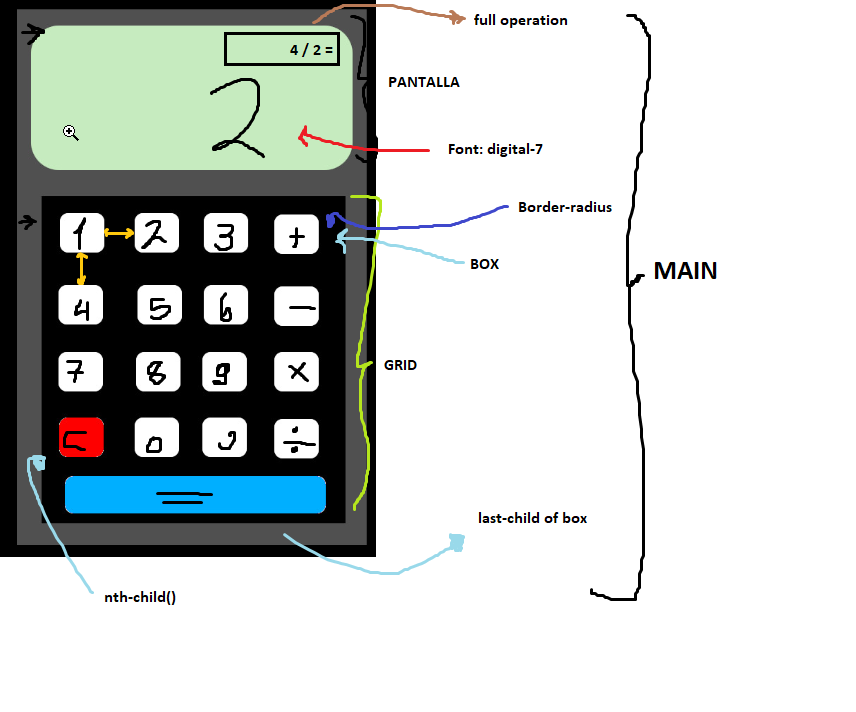 full operation
4 / 2 =
PANTALLA
2
Font: digital-7
Border-radius
1 2 3 +
BOX
MAIN
4 5 6 -
GRID
7 8 9 ×
C 0 ÷
=
last-child of box
nth-child()